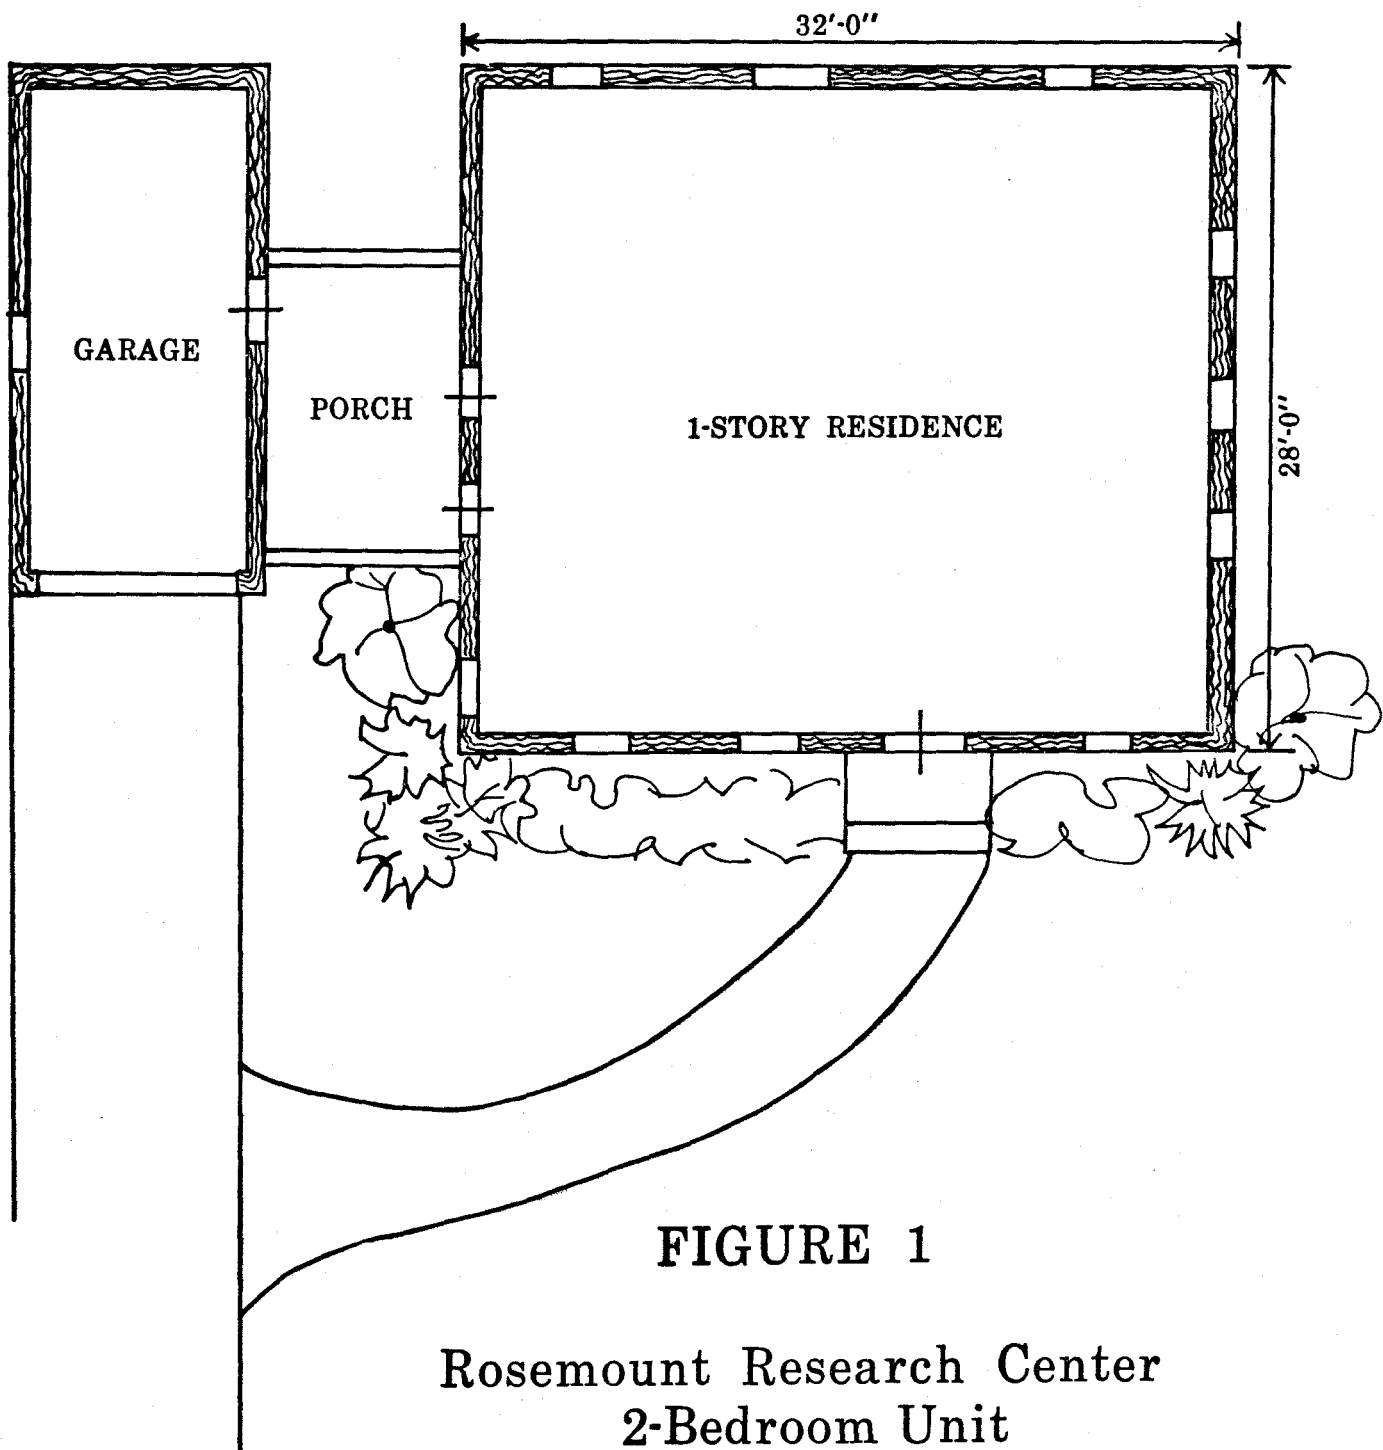 32'-0"
GARAGE
PORCH
1-STORY RESIDENCE
28'-0"
FIGURE 1
Rosemount Research Center
2-Bedroom Unit